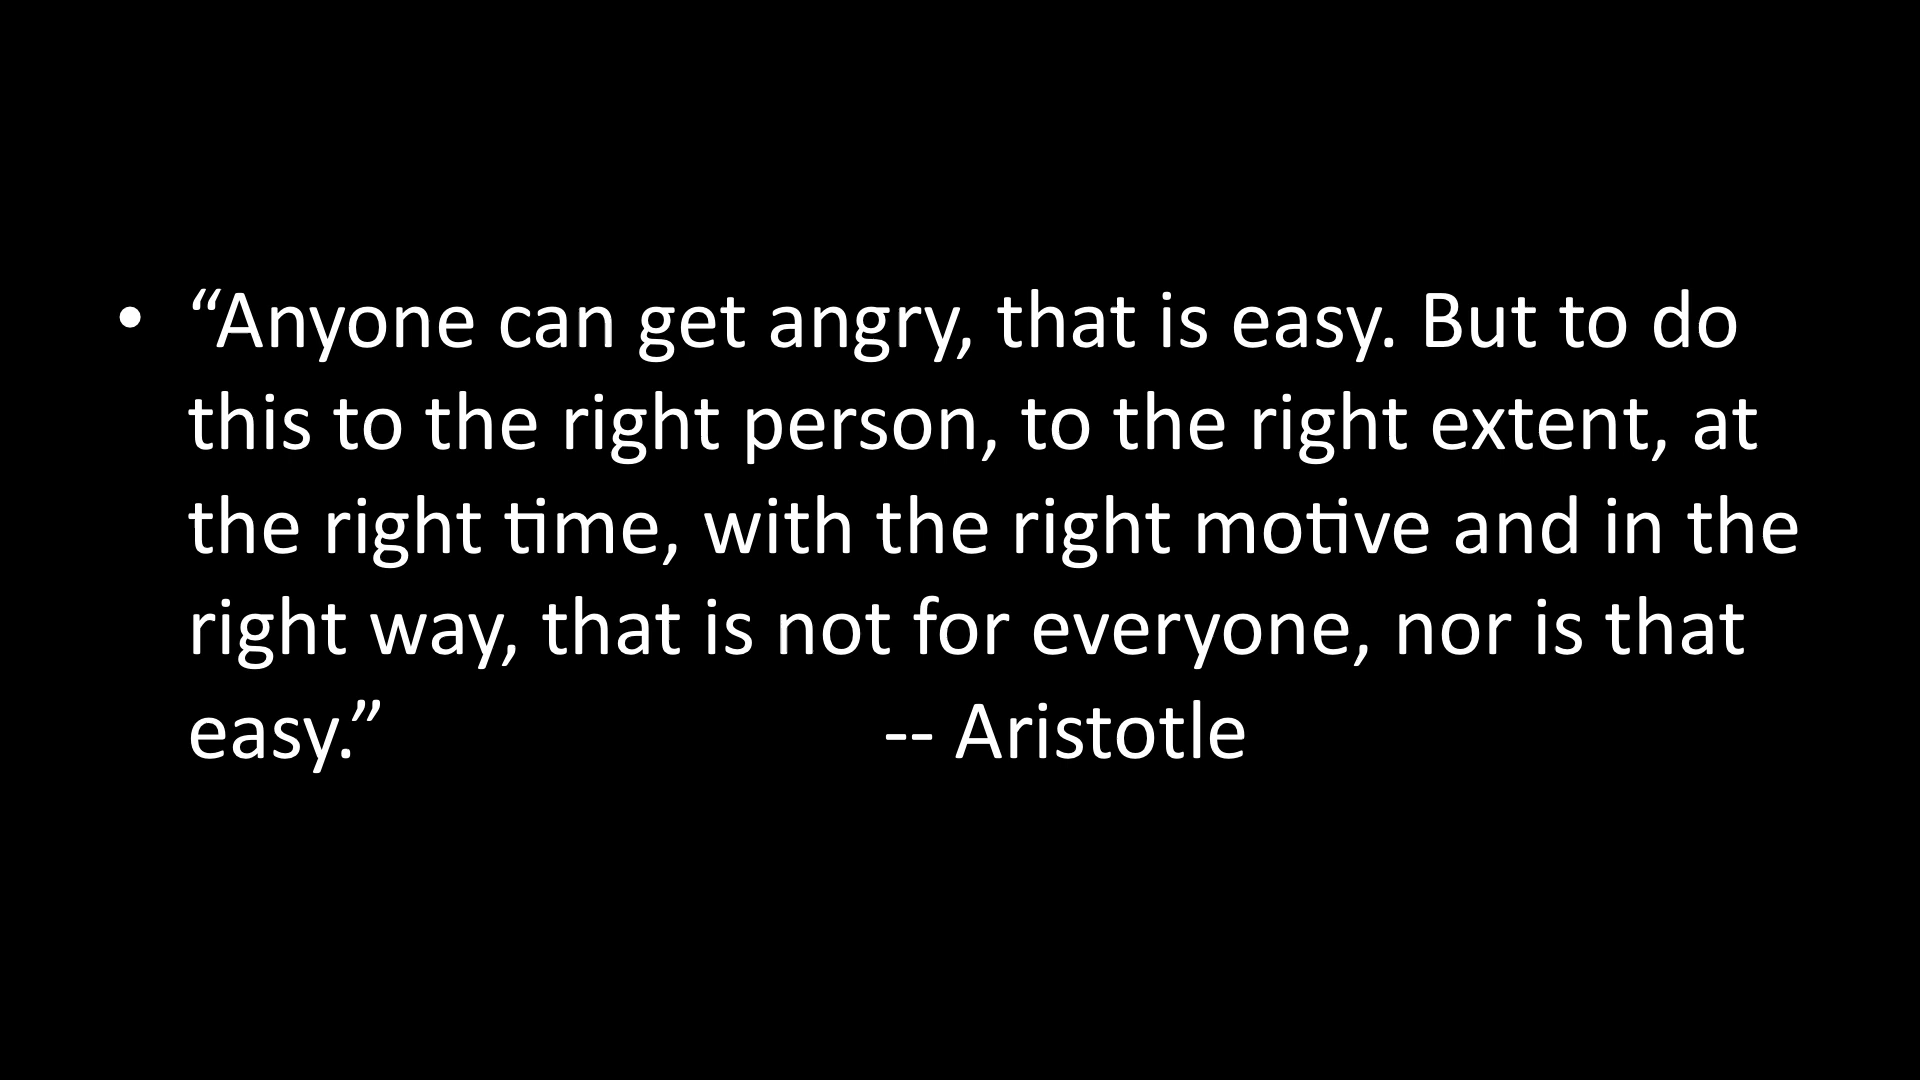 • “Anyone can get angry, that is easy. But to do
this to the right person, to the right extent, at
the right time, with the right motive and in the
right way, that is not for everyone, nor is that
easy.” -- Aristotle